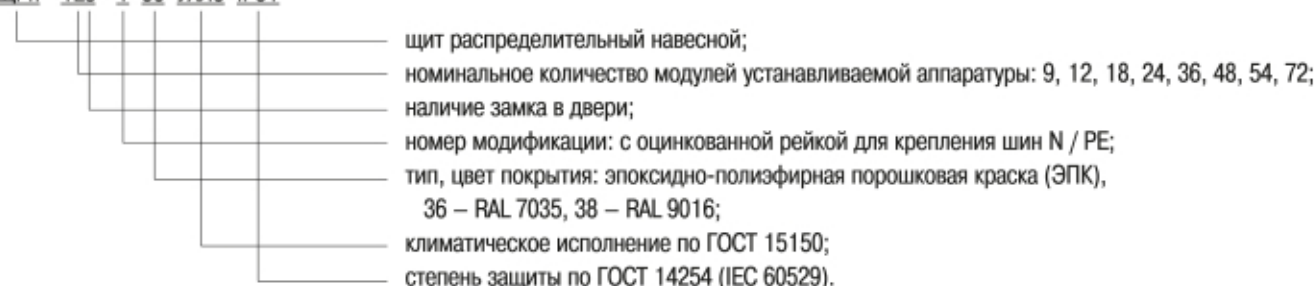 щит распределительный навесной;
номинальное количество модулей устанавливаемой аппаратуры: 9, 12, 18, 24, 36, 48, 54, 72;
наличие замка в двери;
номер модификации: с оцинкованной рейкой для крепления шин N / PE;
тип, цвет покрытия: эпоксидно-полиэфирная порошковая краска (ЭПК),
36 – RAL 7035, 38 – RAL 9016;
климатическое исполнение по ГОСТ 15150;
степень защиты по ГОСТ 14254 (IEC 60529).